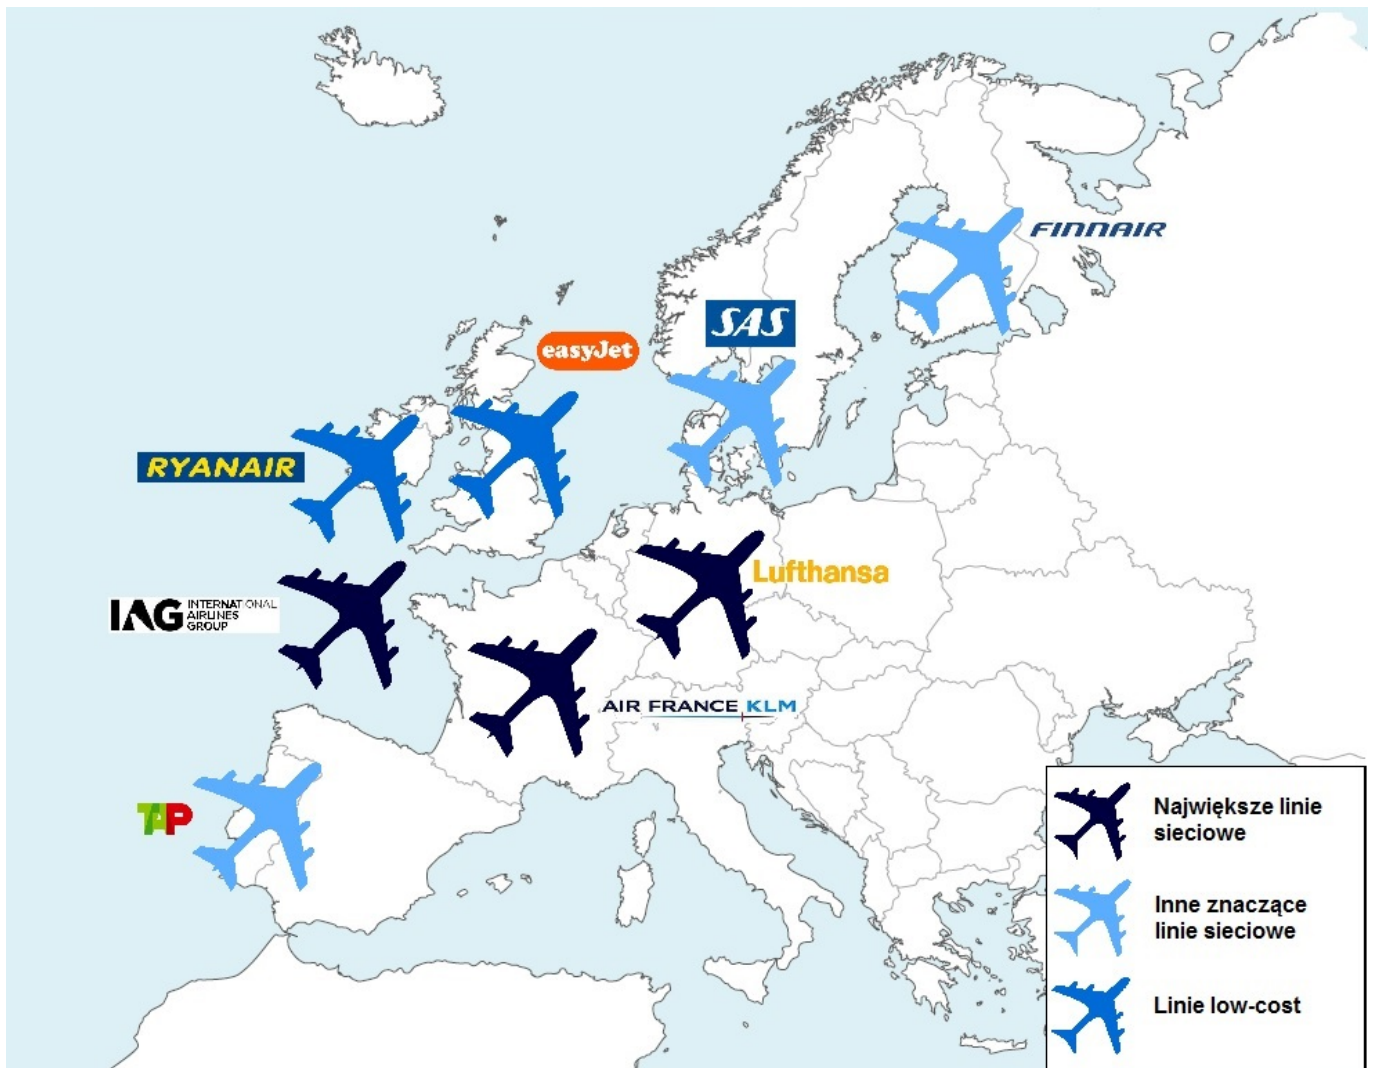 FINNAIR
SAS
easyJet
RYANAIR
Lufthansa
IAG INTERNATIONAL
AIRLINES
GROUP
AIR FRANCE KLM
TAP
Największe linie
sieciowe
Inne znaczące
linie sieciowe
Linie low-cost